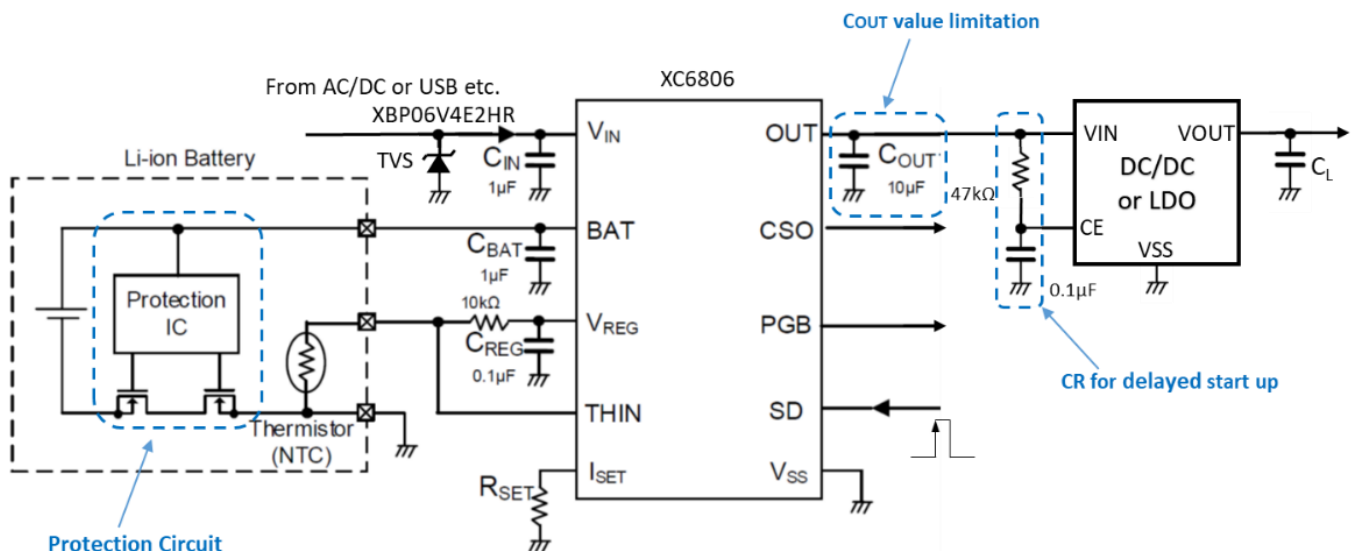 COUT value limitation
From AC/DC or USB etc.
XC6806
XBP06V4E2HR
TVS
CIN
1µF
VIN
OUT
COUT
10µF
47kΩ
VIN
VOUT
DC/DC
or LDO
CE
VSS
CL
0.1µF
Li-ion Battery
BAT
CSO
CBAT
1µF
Protection
IC
10kΩ
VREG
PGB
CREG
0.1µF
CR for delayed start up
THIN
SD
Thermistor
(NTC)
ISET
VSS
RSET
Protection Circuit